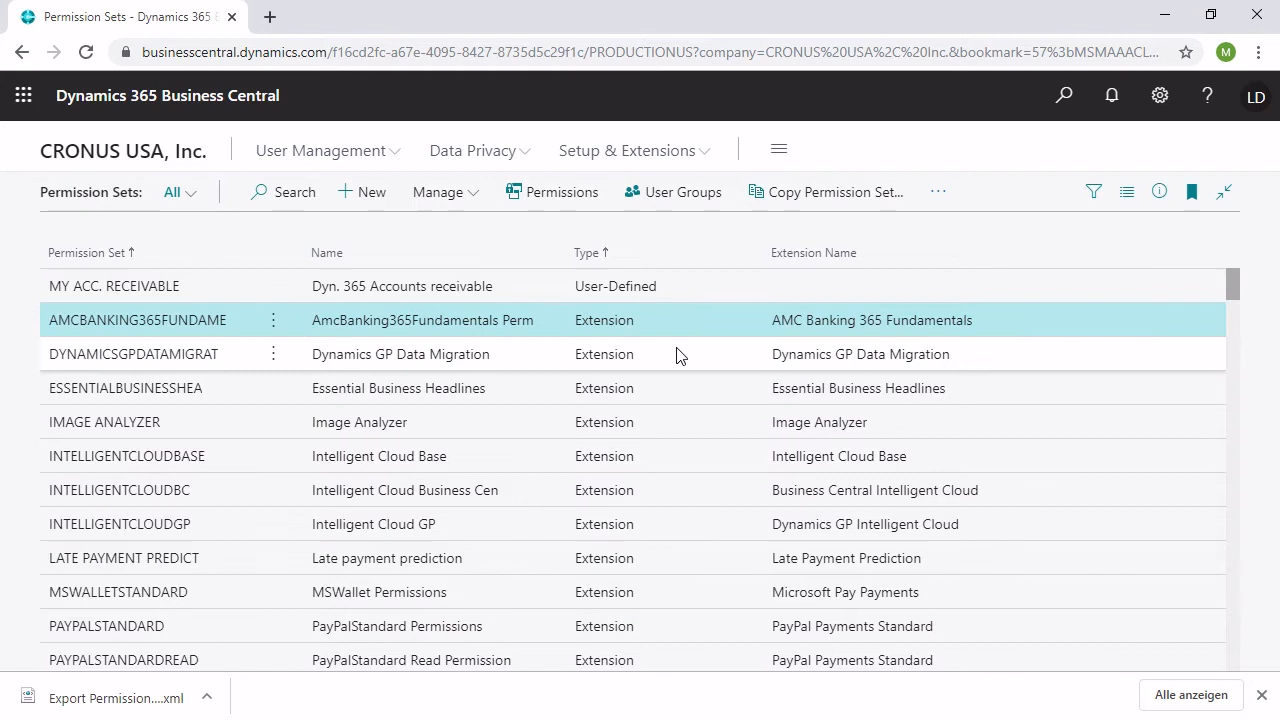 Permission Sets - Dynamics 365 B
businesscentral.dynamics.com/f16cd2fc-a67e-4095-8427-8735d5c29f1c/PRODUCTIONUS?company=CRONUS%20USA%2C%20Inc.&bookmark=57%3bMSMAAACL... M
Dynamics 365 Business Central ? LD
CRONUS USA, Inc. User Management Data Privacy Setup & Extensions
Permission Sets: All Search New Manage Permissions User Groups Copy Permission Set... ...
Permission Set ↑ Name Type ↑ Extension Name
MY ACC. RECEIVABLE Dyn. 365 Accounts receivable User-Defined
AMCBANKING365FUNDAME AmcBanking365Fundamentals Perm Extension AMC Banking 365 Fundamentals
DYNAMICSGPDATAMIGRAT Dynamics GP Data Migration Extension Dynamics GP Data Migration
ESSENTIALBUSINESSHEA Essential Business Headlines Extension Essential Business Headlines
IMAGE ANALYZER Image Analyzer Extension Image Analyzer
INTELLIGENTCLOUDBASE Intelligent Cloud Base Extension Intelligent Cloud Base
INTELLIGENTCLOUDBC Intelligent Cloud Business Cen Extension Business Central Intelligent Cloud
INTELLIGENTCLOUDGP Intelligent Cloud GP Extension Dynamics GP Intelligent Cloud
LATE PAYMENT PREDICT Late payment prediction Extension Late Payment Prediction
MSWALLETSTANDARD MSWallet Permissions Extension Microsoft Pay Payments
PAYPALSTANDARD PayPalStandard Permissions Extension PayPal Payments Standard
PAYPALSTANDARDREAD PayPalStandard Read Permission Extension PayPal Payments Standard
Export Permission....xml Alle anzeigen